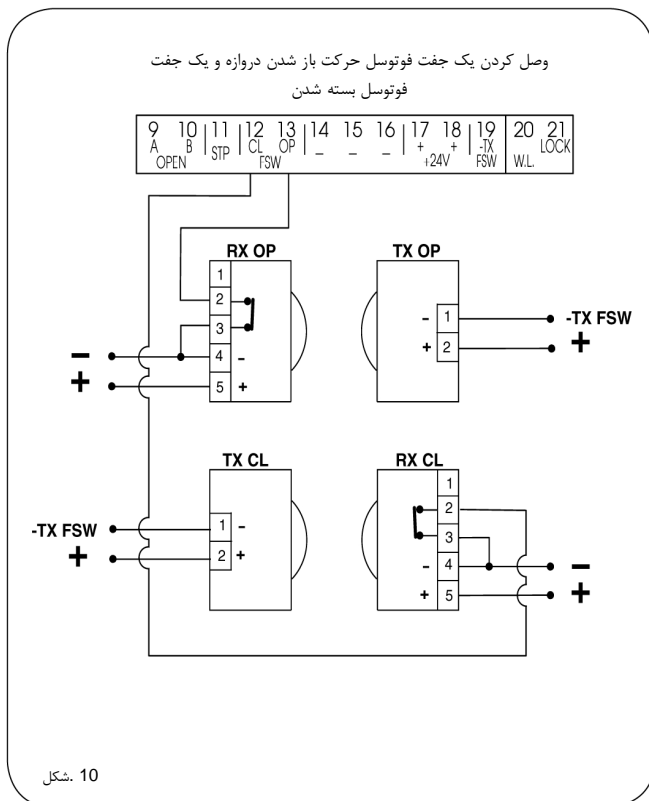 وصل کردن یک جفت فوتوسل حرکت باز شدن دروازه و یک جفت
فوتوسل بسته شدن
9 10 11 12 13 14 15 16 17 18 19 20 21
A B STP CL OP _ _ _ + + -TX LOCK
OPEN FSW +24V FSW W.L.
RX OP TX OP
1
2
3
4 -
5 +
-
+
- 1
+ 2
-TX FSW
+
TX CL RX CL
-TX FSW
+
1 -
2 +
1
2
3
- 4
+ 5
-
+
10 .شکل